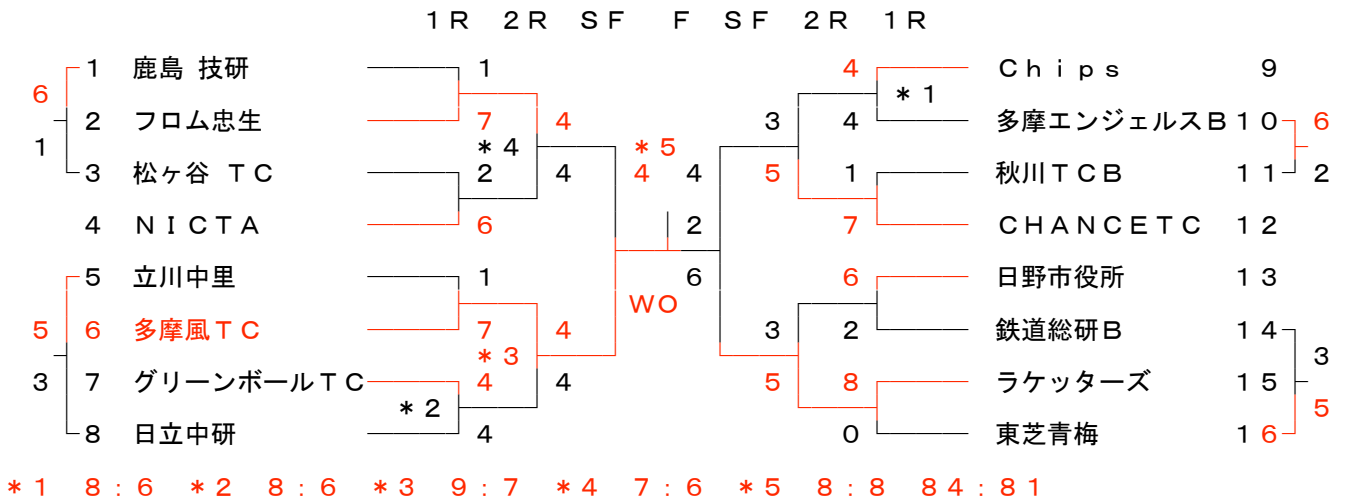 １Ｒ ２Ｒ ＳＦ Ｆ ＳＦ ２Ｒ １Ｒ
１ 鹿島 技研 １ ４ Ｃｈｉｐｓ ９
６ ＊１
２ フロム忠生 ７ ４ ３ ４ 多摩エンジェルスＢ １０ ６
１ ＊４ ＊５
３ 松ヶ谷 ＴＣ ２ ４ ４ ４ ５ １ 秋川ＴＣＢ １１ ２
４ ＮＩＣＴＡ ６ ２ ７ ＣＨＡＮＣＥＴＣ １２
５ 立川中里 １ ６ ６ 日野市役所 １３
ＷＯ
５ ６ 多摩風ＴＣ ７ ４ ３ ２ 鉄道総研Ｂ １４
＊３ ３
３ ７ グリーンボールＴＣ ４ ４ ５ ８ ラケッターズ １５
＊２ ５
８ 日立中研 ４ ０ 東芝青梅 １６
＊１ ８：６ ＊２ ８：６ ＊３ ９：７ ＊４ ７：６ ＊５ ８：８ ８４：８１